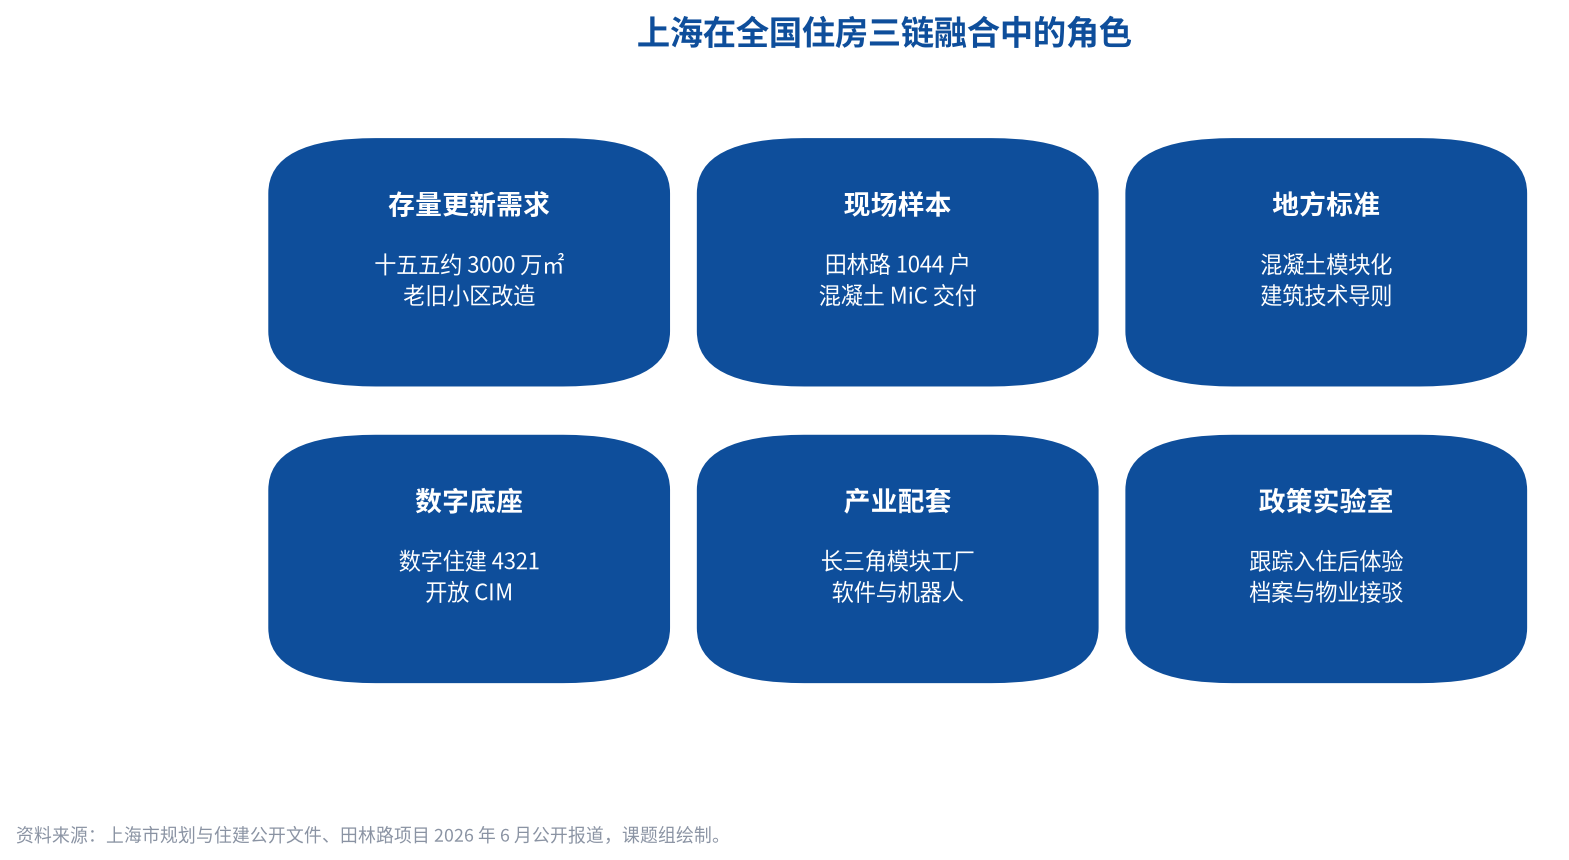 上海在全国住房三链融合中的角色
存量更新需求
十五五约 3000 万㎡
老旧小区改造
现场样本
田林路 1044 户
混凝土 MiC 交付
地方标准
混凝土模块化
建筑技术导则
数字底座
数字住建 4321
开放 CIM
产业配套
长三角模块工厂
软件与机器人
政策实验室
跟踪入住后体验
档案与物业接驳
资料来源：上海市规划与住建公开文件、田林路项目 2026 年 6 月公开报道，课题组绘制。